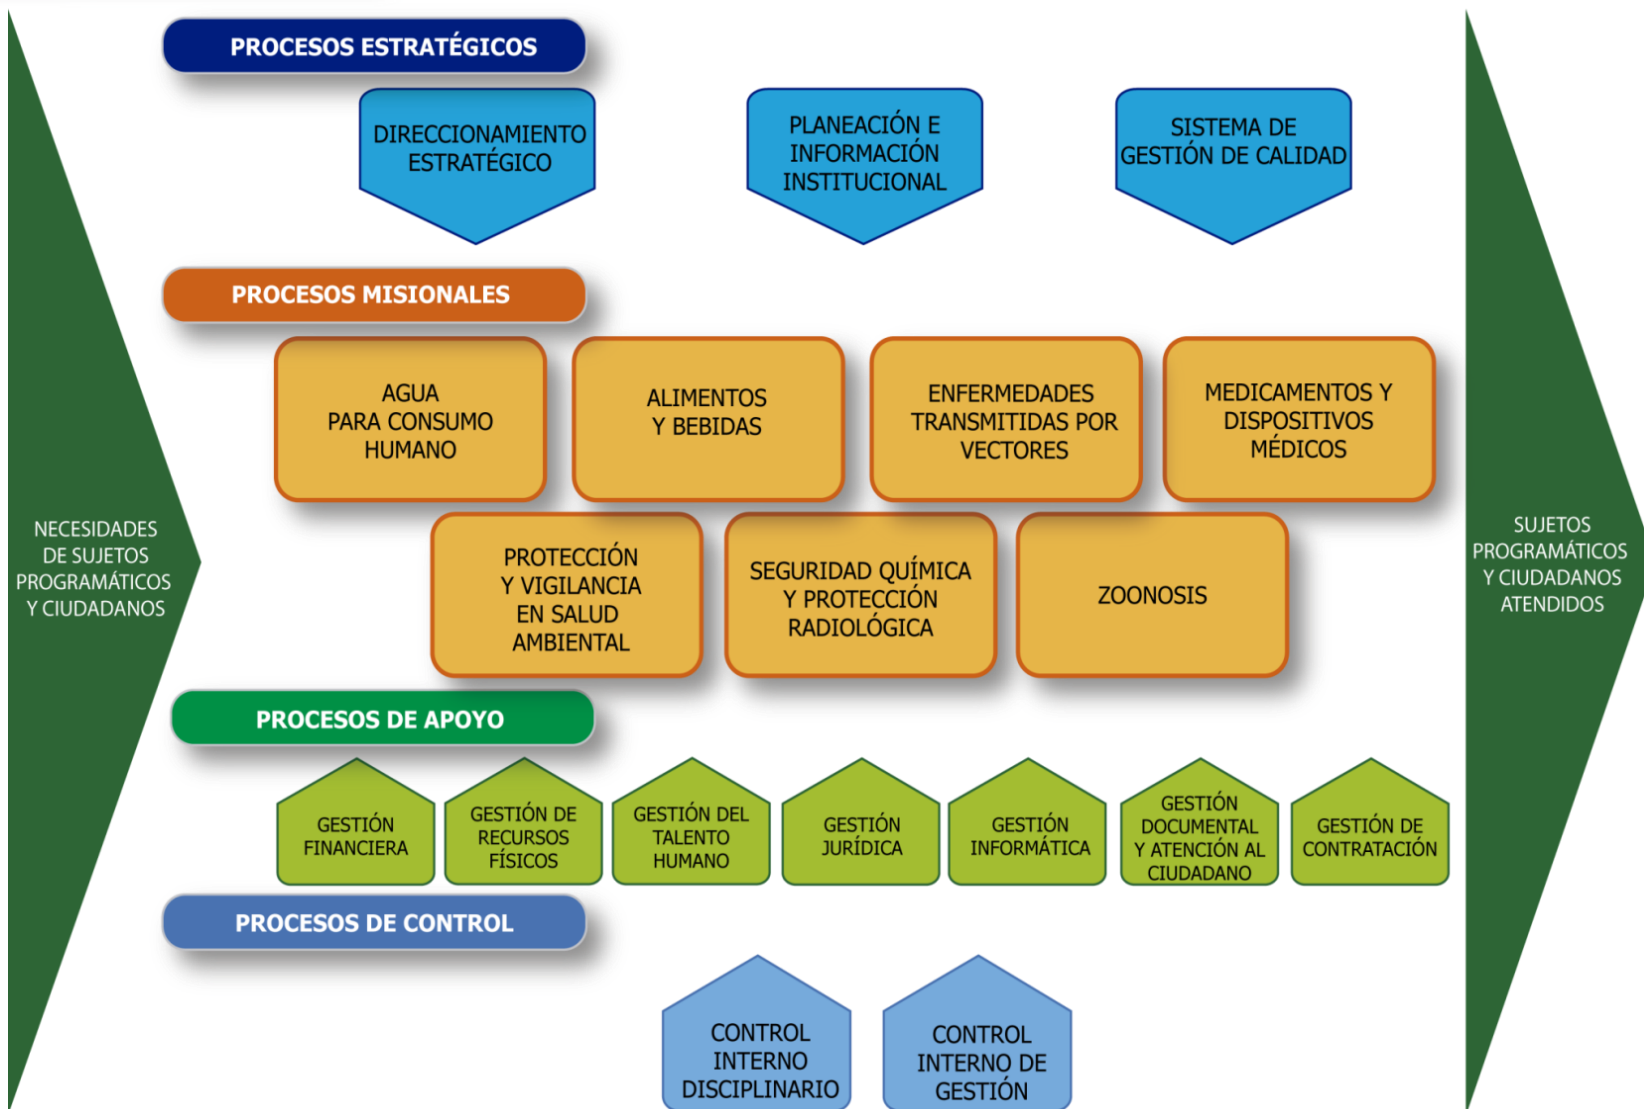 PROCESOS ESTRATÉGICOS
DIRECCIONAMIENTO
ESTRATÉGICO
PLANEACIÓN E
INFORMACIÓN
INSTITUCIONAL
SISTEMA DE
GESTIÓN DE CALIDAD
PROCESOS MISIONALES
AGUA
PARA CONSUMO
HUMANO
ALIMENTOS
Y BEBIDAS
ENFERMEDADES
TRANSMITIDAS POR
VECTORES
MEDICAMENTOS Y
DISPOSITIVOS
MÉDICOS
NECESIDADES
DE SUJETOS
PROGRAMÁTICOS
Y CIUDADANOS
PROTECCIÓN
Y VIGILANCIA
EN SALUD
AMBIENTAL
SEGURIDAD QUÍMICA
Y PROTECCIÓN
RADIOLÓGICA
ZOONOSIS
SUJETOS
PROGRAMÁTICOS
Y CIUDADANOS
ATENDIDOS
PROCESOS DE APOYO
GESTIÓN
FINANCIERA
GESTIÓN DE
RECURSOS
FÍSICOS
GESTIÓN DEL
TALENTO
HUMANO
GESTIÓN
JURÍDICA
GESTIÓN
INFORMÁTICA
GESTIÓN
DOCUMENTAL
Y ATENCIÓN AL
CIUDADANO
GESTIÓN DE
CONTRATACIÓN
PROCESOS DE CONTROL
CONTROL
INTERNO
DISCIPLINARIO
CONTROL
INTERNO DE
GESTIÓN